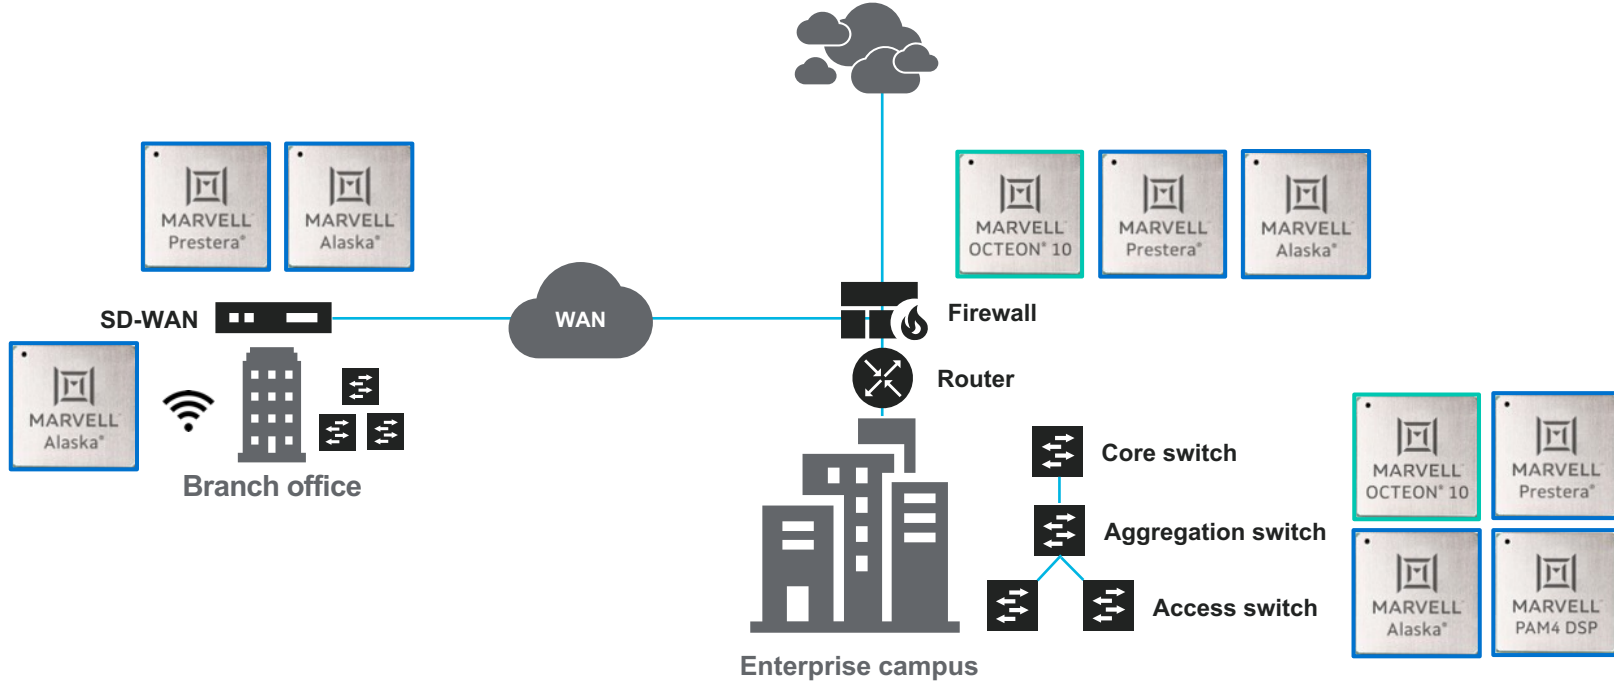 MARVELL
Prestera®
MARVELL
Alaska®
MARVELL
OCTEON® 10
MARVELL
Prestera®
MARVELL
Alaska®
SD-WAN
WAN
Firewall
MARVELL
Alaska®
Router
Branch office
Core switch
MARVELL
OCTEON® 10
MARVELL
Prestera®
Aggregation switch
Access switch
MARVELL
Alaska®
MARVELL
PAM4 DSP
Enterprise campus